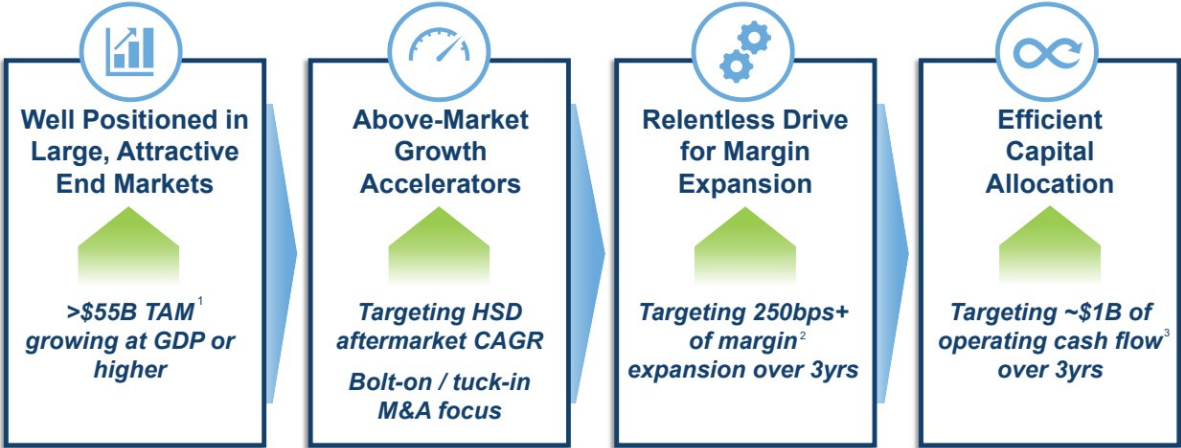 Well Positioned in
Large, Attractive
End Markets
>$55B TAM¹
growing at GDP or
higher
Above-Market
Growth
Accelerators
Targeting HSD
aftermarket CAGR
Bolt-on / tuck-in
M&A focus
Relentless Drive
for Margin
Expansion
Targeting 250bps+
of margin²
expansion over 3yrs
Efficient
Capital
Allocation
Targeting ~$1B of
operating cash flow³
over 3yrs